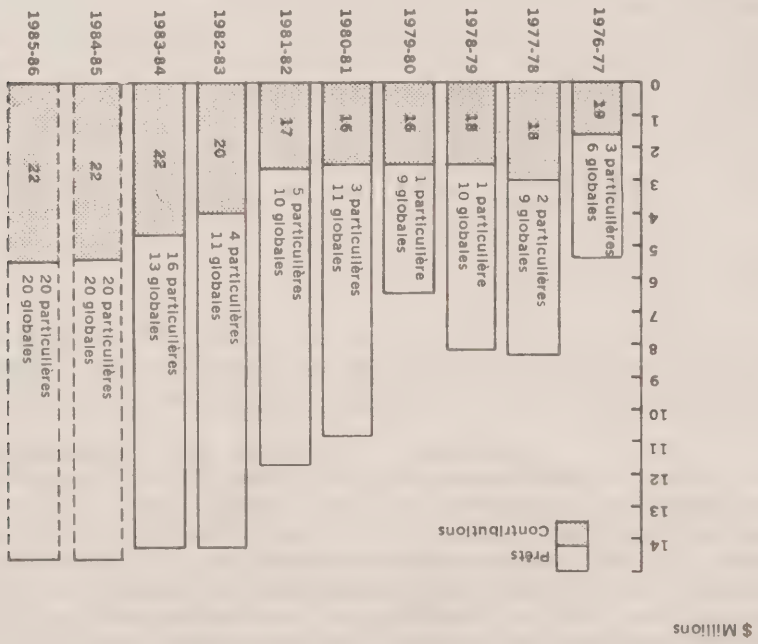 $ Millions
Prêts
Contributions
14
13
12
11
10
9
8
7
6
5
4
3
2
1
0
3 particulières
6 globales
19
1976-77
2 particulières
9 globales
18
1977-78
1 particulière
10 globales
18
1978-79
1 particulière
9 globales
16
1979-80
3 particulières
11 globales
16
1980-81
5 particulières
10 globales
17
1981-82
4 particulières
11 globales
20
1982-83
16 particulières
13 globales
22
1983-84
20 particulières
20 globales
22
1984-85
20 particulières
20 globales
22
1985-86